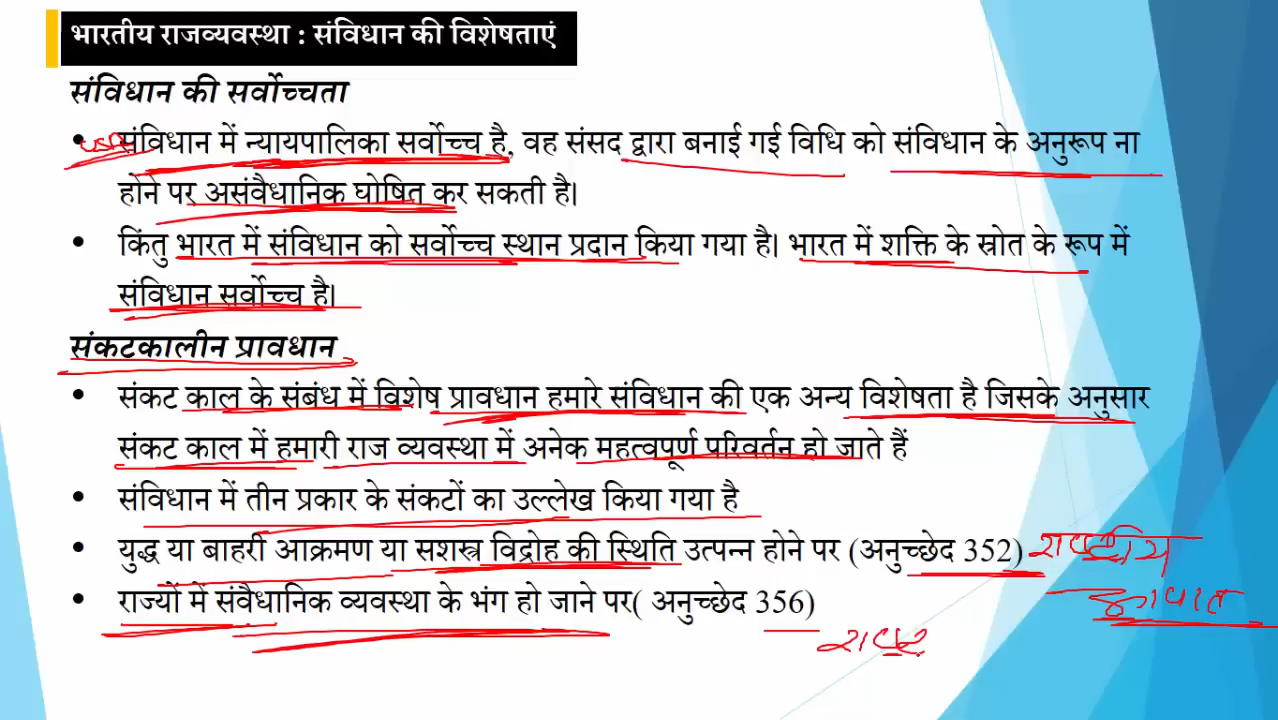 भारतीय राजव्यवस्था : संविधान की विशेषताएं
संविधान की सर्वोच्चता
• संविधान में न्यायपालिका सर्वोच्च है, वह संसद द्वारा बनाई गई विधि को संविधान के अनुरूप ना
होने पर असंवैधानिक घोषित कर सकती है।
• किंतु भारत में संविधान को सर्वोच्च स्थान प्रदान किया गया है। भारत में शक्ति के स्रोत के रूप में
संविधान सर्वोच्च है।
संकटकालीन प्रावधान
• संकट काल के संबंध में विशेष प्रावधान हमारे संविधान की एक अन्य विशेषता है जिसके अनुसार
संकट काल में हमारी राज व्यवस्था में अनेक महत्वपूर्ण परिवर्तन हो जाते हैं
• संविधान में तीन प्रकार के संकटों का उल्लेख किया गया है
• युद्ध या बाहरी आक्रमण या सशस्त्र विद्रोह की स्थिति उत्पन्न होने पर (अनुच्छेद 352)
• राज्यों में संवैधानिक व्यवस्था के भंग हो जाने पर( अनुच्छेद 356)